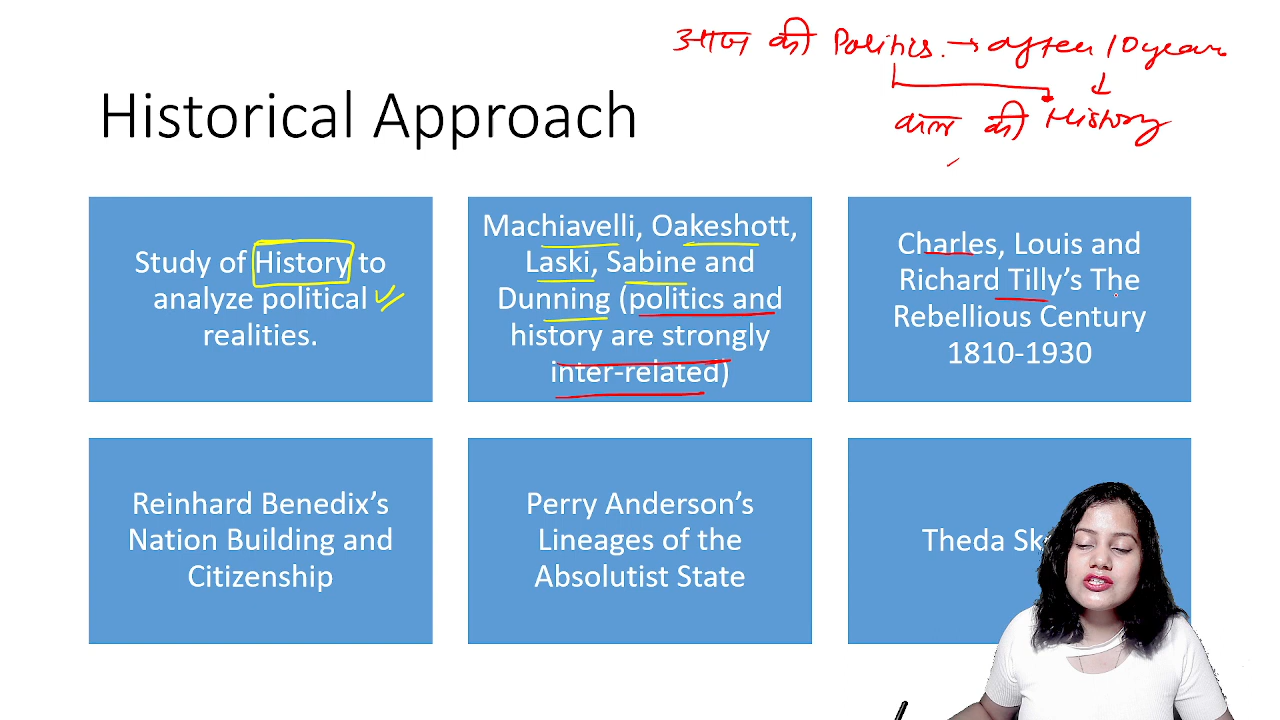 आज की Politics → after 10 years
कल की History
Historical Approach
Study of History to
analyze political
realities.
Machiavelli, Oakeshott,
Laski, Sabine and
Dunning (politics and
history are strongly
inter-related)
Charles, Louis and
Richard Tilly’s The
Rebellious Century
1810-1930
Reinhard Benedix’s
Nation Building and
Citizenship
Perry Anderson’s
Lineages of the
Absolutist State
Theda